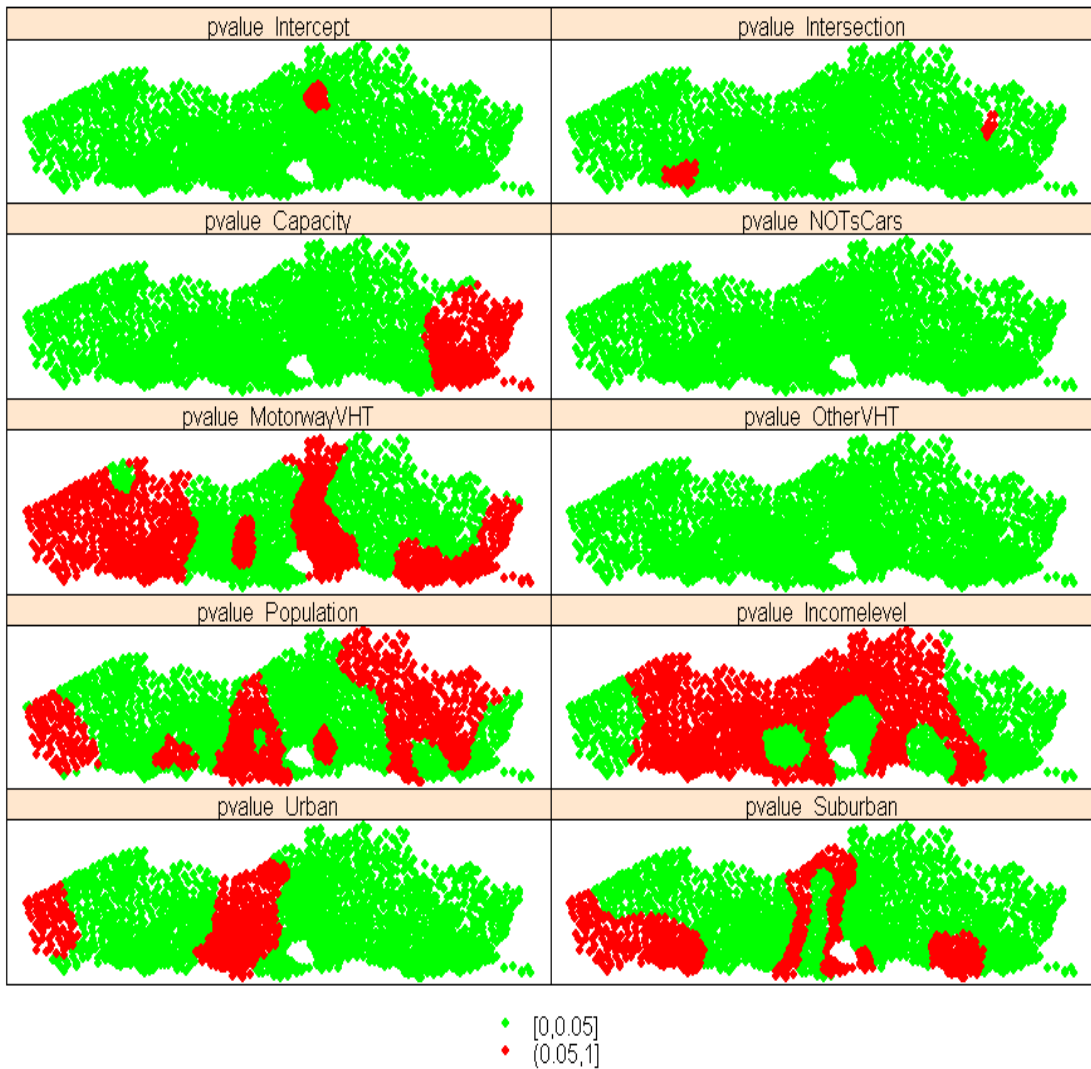 pvalue Intercept
pvalue Intersection
pvalue Capacity
pvalue NOTsCars
pvalue MotorwayVHT
pvalue OtherVHT
pvalue Population
pvalue Incomelevel
pvalue Urban
pvalue Suburban
[0,0.05]
(0.05,1]